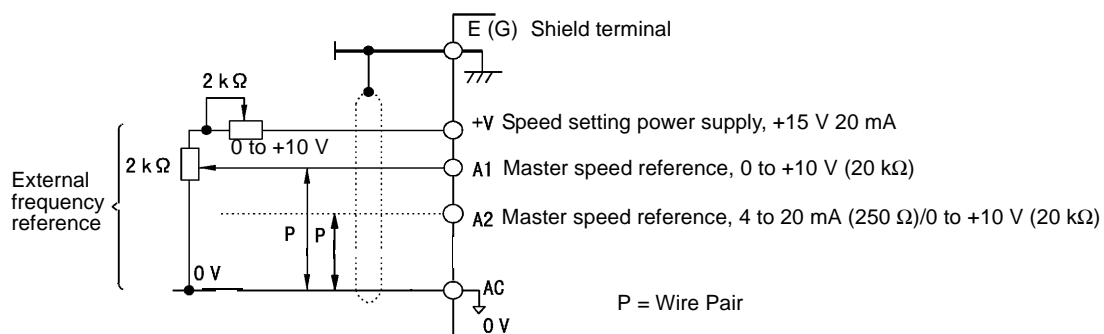 E (G) Shield terminal
2 kΩ
+V Speed setting power supply, +15 V 20 mA
0 to +10 V
2 kΩ
A1 Master speed reference, 0 to +10 V (20 kΩ)
External
frequency
reference
A2 Master speed reference, 4 to 20 mA (250 Ω)/0 to +10 V (20 kΩ)
P P
0 V
AC
P = Wire Pair
0 V